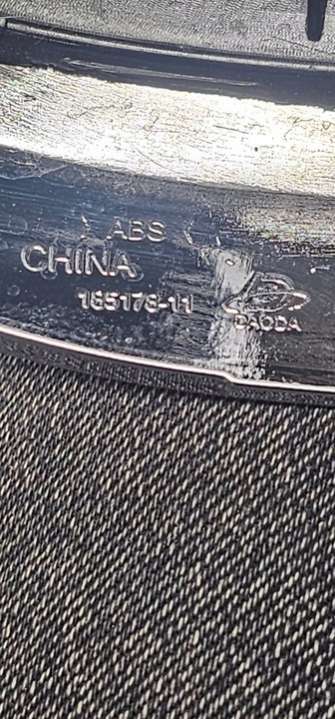 > ABS <
CHINA
165178-11
DAODA